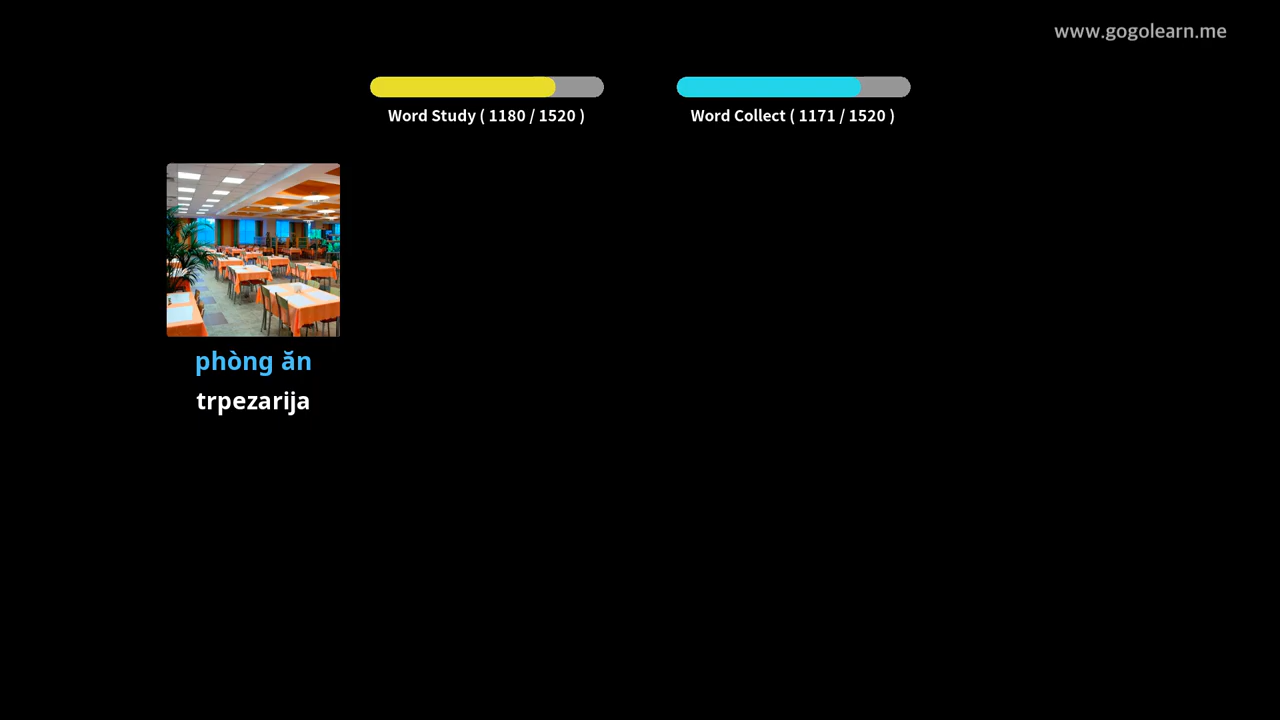 www.gogolearn.me
Word Study ( 1180 / 1520 )
Word Collect ( 1171 / 1520 )
phòng ăn
trpezarija